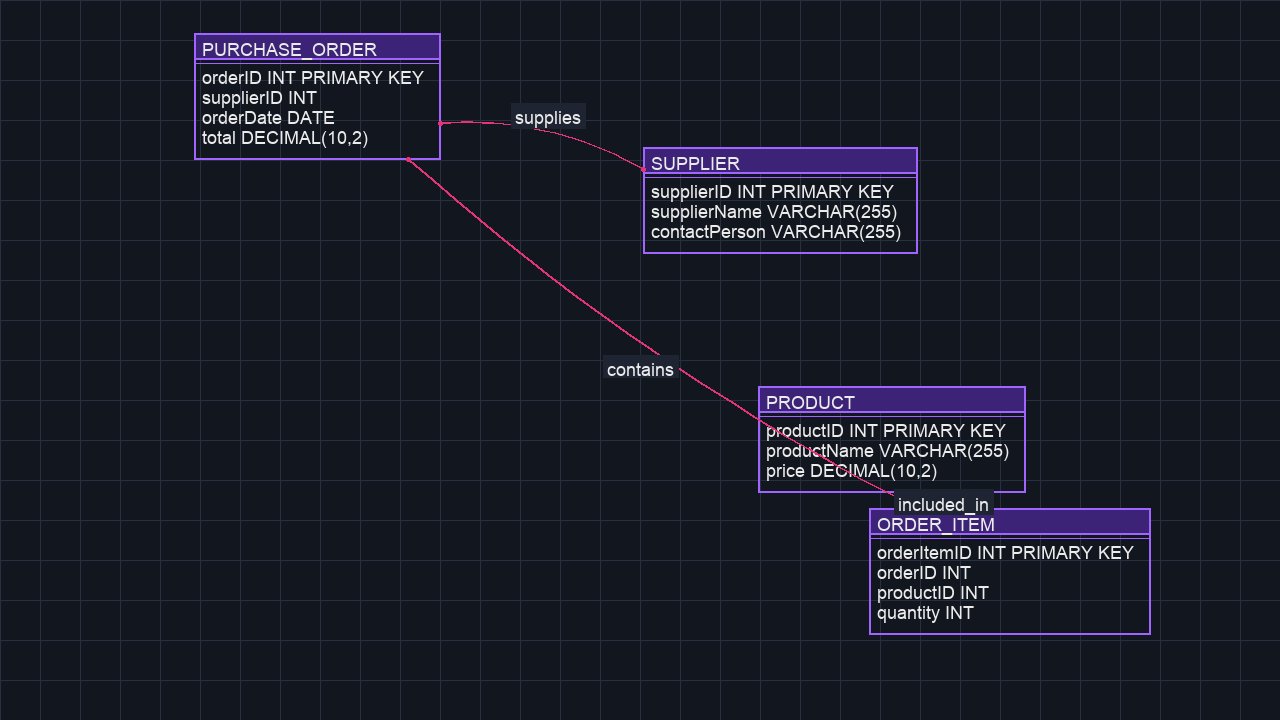 PURCHASE_ORDER
orderID INT PRIMARY KEY
supplierID INT
orderDate DATE
total DECIMAL(10,2)
supplies
SUPPLIER
supplierID INT PRIMARY KEY
supplierName VARCHAR(255)
contactPerson VARCHAR(255)
contains
PRODUCT
productID INT PRIMARY KEY
productName VARCHAR(255)
price DECIMAL(10,2)
included_in
ORDER_ITEM
orderItemID INT PRIMARY KEY
orderID INT
productID INT
quantity INT